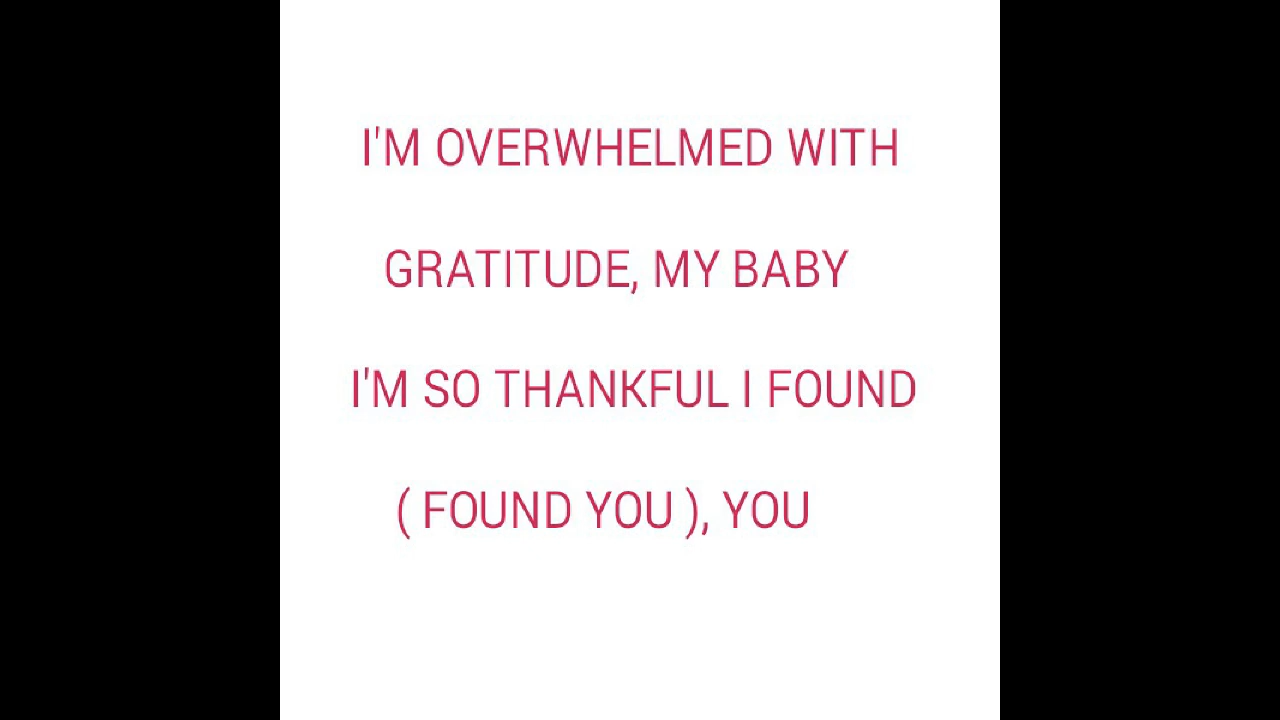 I'M OVERWHELMED WITH
GRATITUDE, MY BABY
I'M SO THANKFUL I FOUND
( FOUND YOU ), YOU